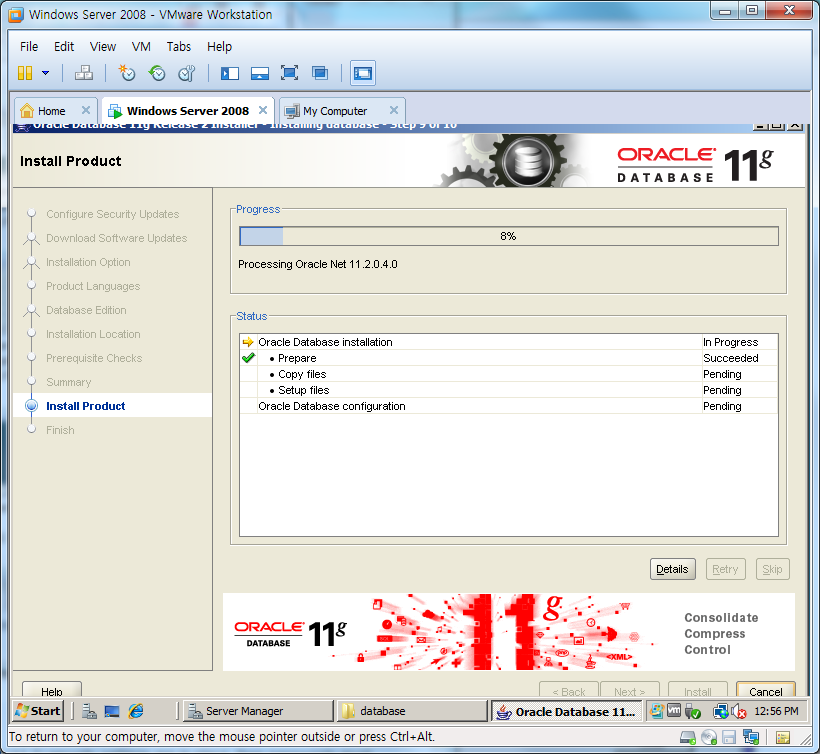 Windows Server 2008 - VMware Workstation
File Edit View VM Tabs Help
Home Windows Server 2008 My Computer
Oracle Database 11g Release 2 Installer - Installing database - Step 9 of 10
Install Product
ORACLE
DATABASE 11g
Configure Security Updates
Download Software Updates
Installation Option
Product Languages
Database Edition
Installation Location
Prerequisite Checks
Summary
Install Product
Finish
Progress
8%
Processing Oracle Net 11.2.0.4.0
Status
Oracle Database installation In Progress
• Prepare Succeeded
• Copy files Pending
• Setup files Pending
Oracle Database configuration Pending
Details Retry Skip
ORACLE
DATABASE 11g
11g
<XML>
Consolidate
Compress
Control
Help < Back Next > Install Cancel
Start Server Manager database Oracle Database 11... vm 12:56 PM
To return to your computer, move the mouse pointer outside or press Ctrl+Alt.